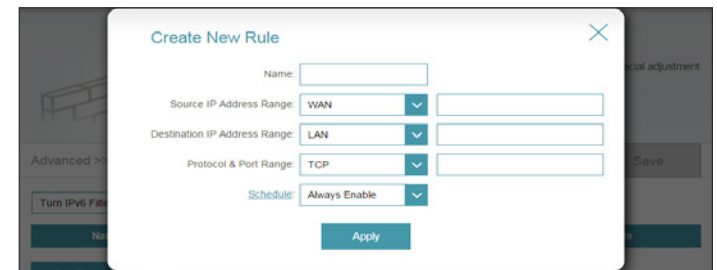 Create New Rule
Name:
cial adjustment
Source IP Address Range: WAN
Destination IP Address Range: LAN
Advanced >>
Protocol & Port Range: TCP
Save
Schedule: Always Enable
Turn IPv6 Filte
Na
Apply